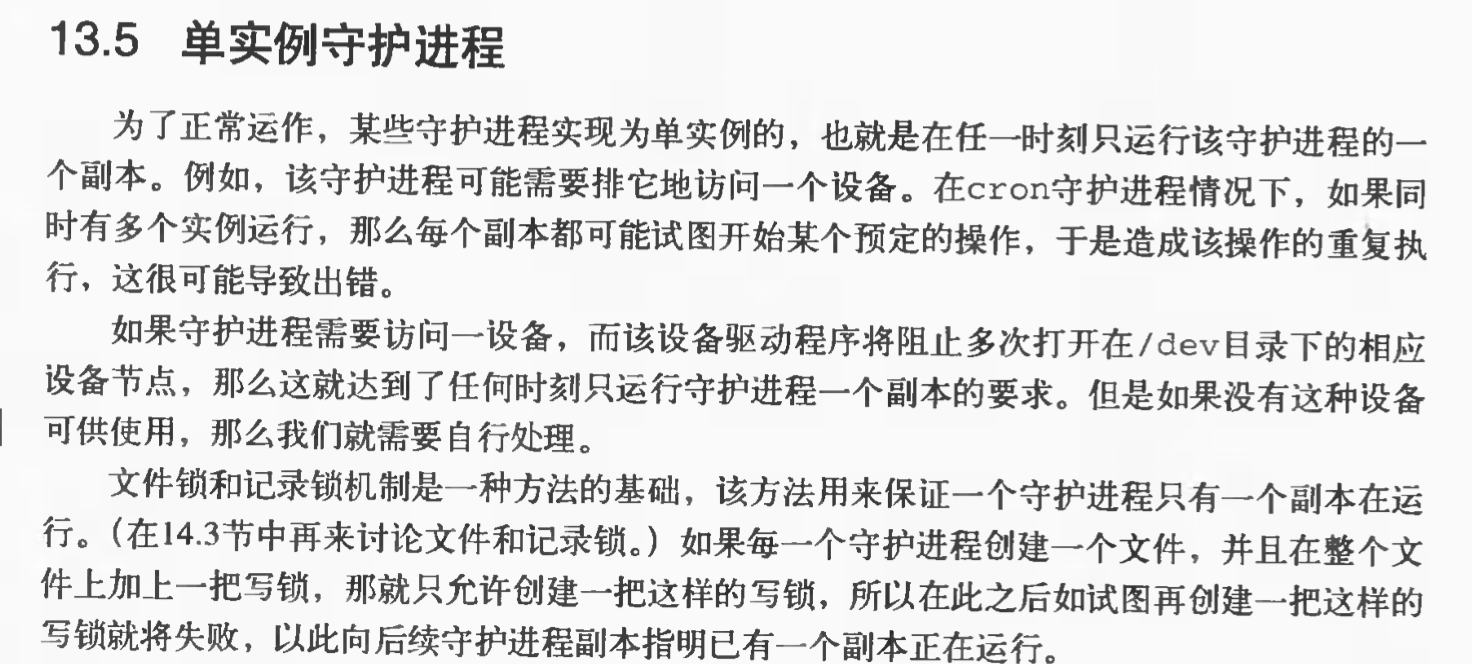 13.5 单实例守护进程
为了正常运作，某些守护进程实现为单实例的，也就是在任一时刻只运行该守护进程的一
个副本。例如，该守护进程可能需要排它地访问一个设备。在cron守护进程情况下，如果同
时有多个实例运行，那么每个副本都可能试图开始某个预定的操作，于是造成该操作的重复执
行，这很可能导致出错。
如果守护进程需要访问一设备，而该设备驱动程序将阻止多次打开在/dev目录下的相应
设备节点，那么这就达到了任何时刻只运行守护进程一个副本的要求。但是如果没有这种设备
可供使用，那么我们就需要自行处理。
文件锁和记录锁机制是一种方法的基础，该方法用来保证一个守护进程只有一个副本在运
行。（在14.3节中再来讨论文件和记录锁。）如果每一个守护进程创建一个文件，并且在整个文
件上加上一把写锁，那就只允许创建一把这样的写锁，所以在此之后如试图再创建一把这样的
写锁就将失败，以此向后续守护进程副本指明已有一个副本正在运行。